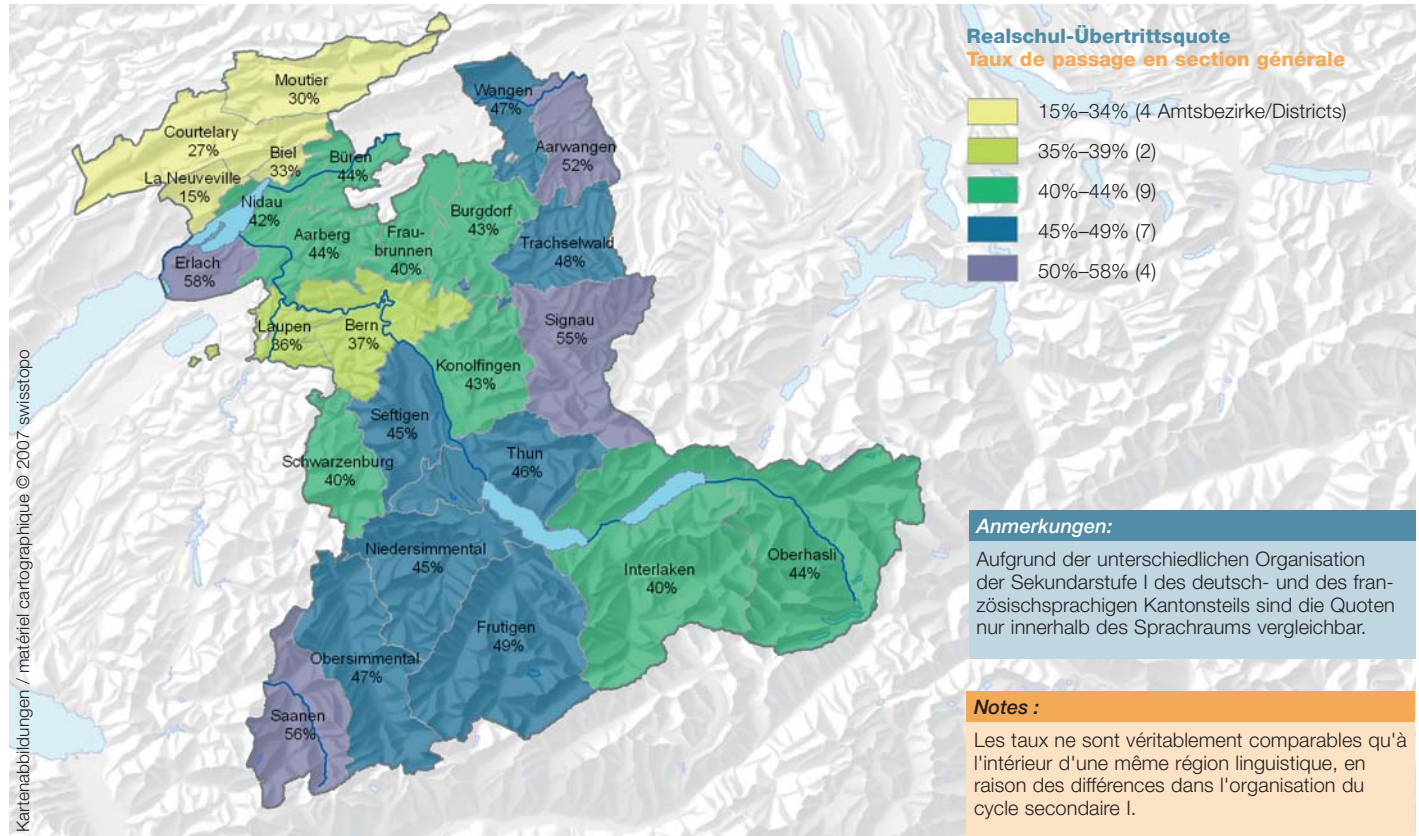 Realschul-Übertrittsquote
Taux de passage en section générale
15%–34% (4 Amtsbezirke/Districts)
35%–39% (2)
40%–44% (9)
45%–49% (7)
50%–58% (4)
Moutier
30%
Courtelary
27%
Biel
33%
La Neuveville
15%
Büren
44%
Nidau
42%
Aarberg
44%
Frau-
brunnen
40%
Burgdorf
43%
Wangen
47%
Aarwangen
52%
Trachselwald
48%
Erlach
58%
Laupen
36%
Bern
37%
Signau
55%
Konolfingen
43%
Seftigen
45%
Schwarzenburg
40%
Thun
46%
Niedersimmental
45%
Interlaken
40%
Oberhasli
44%
Frutigen
49%
Obersimmental
47%
Saanen
56%
Kartenabbildungen / matériel cartographique © 2007 swisstopo
Anmerkungen:
Aufgrund der unterschiedlichen Organisation
der Sekundarstufe I des deutsch- und des fran-
zösischsprachigen Kantonsteils sind die Quoten
nur innerhalb des Sprachraums vergleichbar.
Notes :
Les taux ne sont véritablement comparables qu'à
l'intérieur d'une même région linguistique, en
raison des différences dans l'organisation du
cycle secondaire I.